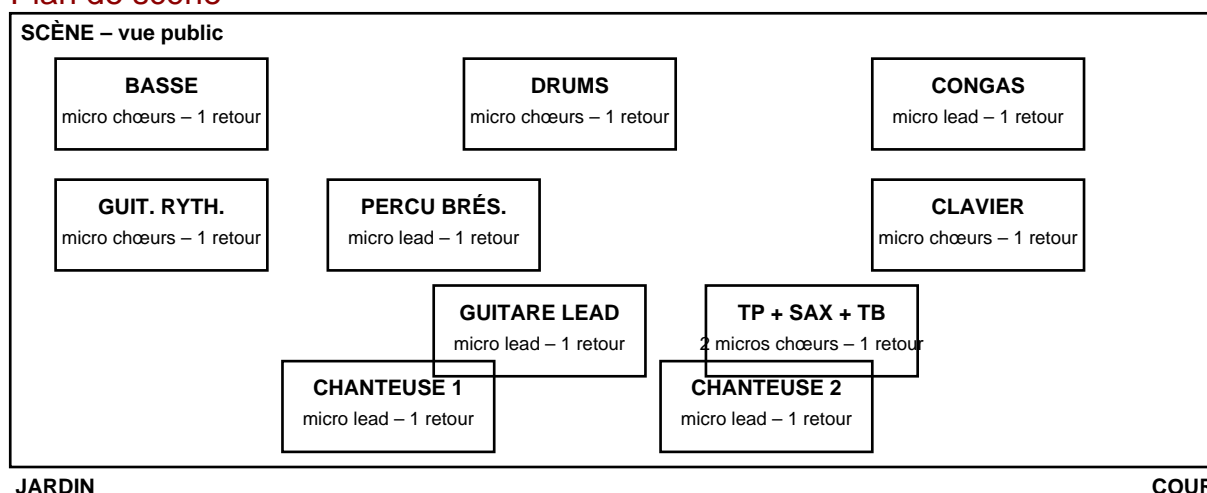 Plan de scène
SCÈNE – vue public
BASSE
micro chœurs – 1 retour
DRUMS
micro chœurs – 1 retour
CONGAS
micro lead – 1 retour
GUIT. RYTH.
micro chœurs – 1 retour
PERCU BRÉS.
micro lead – 1 retour
CLAVIER
micro chœurs – 1 retour
GUITARE LEAD
micro lead – 1 retour
TP + SAX + TB
2 micros chœurs – 1 retour
CHANTEUSE 1
micro lead – 1 retour
CHANTEUSE 2
micro lead – 1 retour
JARDIN
COUR